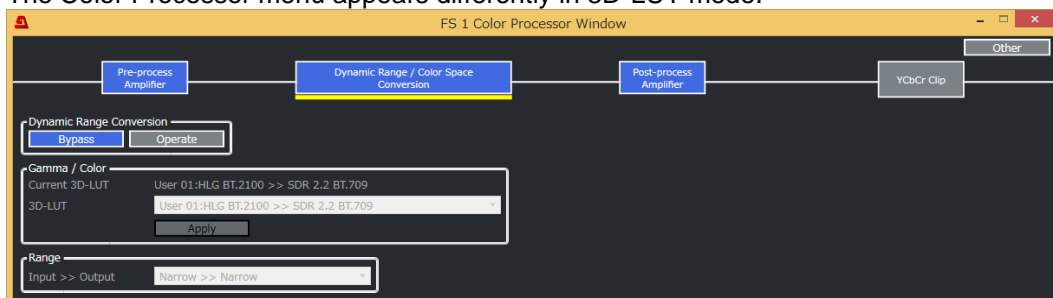 The Color Processor menu appears differently in 3D-LUT mode.
FS 1 Color Processor Window
Other
Pre-process
Amplifier
Dynamic Range / Color Space
Conversion
Post-process
Amplifier
YCbCr Clip
Dynamic Range Conversion
Bypass Operate
Gamma / Color
Current 3D-LUT User 01:HLG BT.2100 >> SDR 2.2 BT.709
3D-LUT User 01:HLG BT.2100 >> SDR 2.2 BT.709
Apply
Range
Input >> Output Narrow >> Narrow